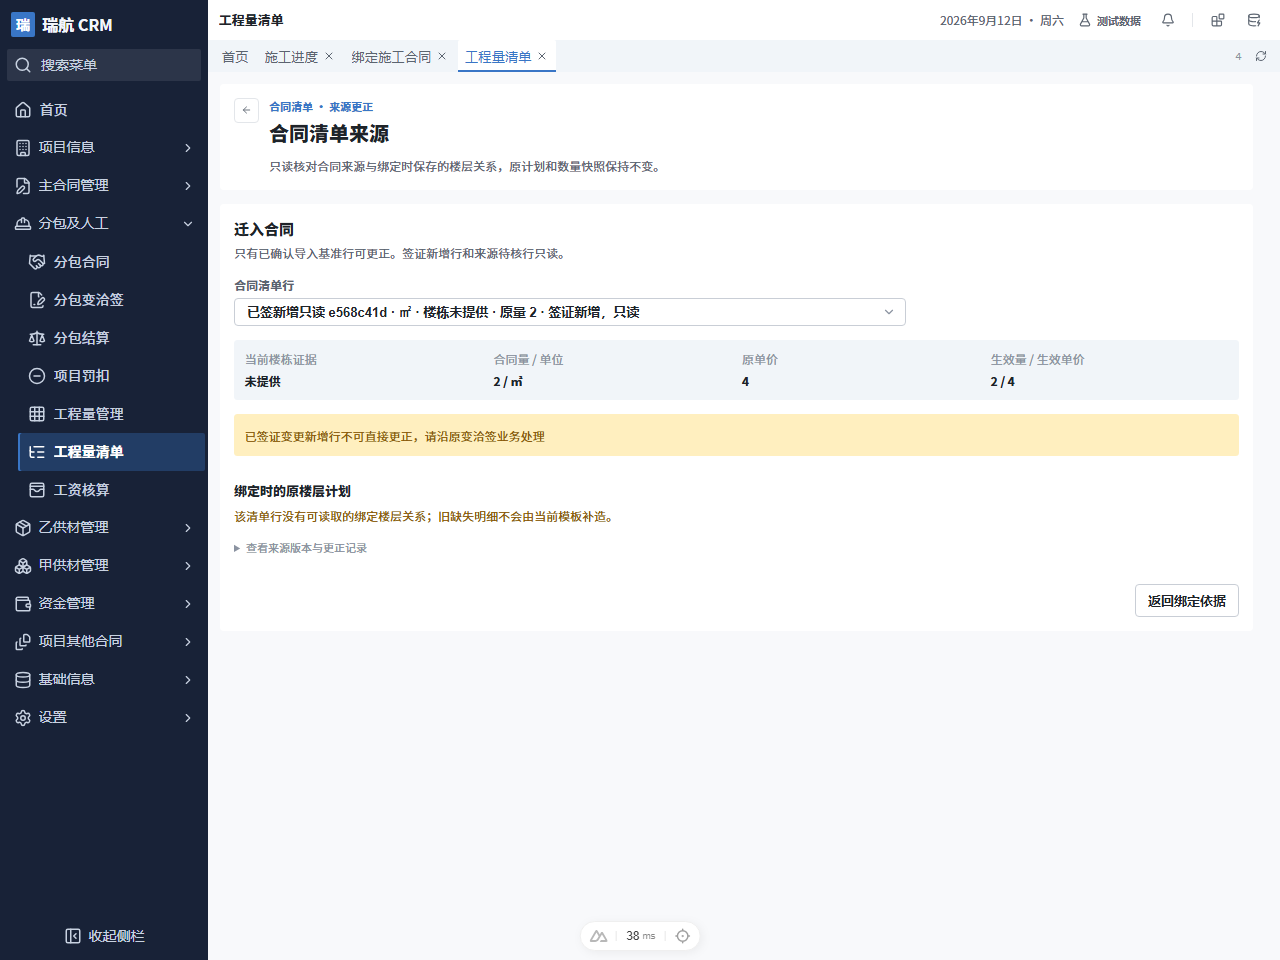 瑞 瑞航 CRM
搜索菜单
首页
项目信息
主合同管理
分包及人工
分包合同
分包变洽签
分包结算
项目罚扣
工程量管理
工程量清单
工资核算
乙供材管理
甲供材管理
资金管理
项目其他合同
基础信息
设置
收起侧栏
工程量清单
2026年9月12日 • 周六 测试数据
首页 施工进度 绑定施工合同 工程量清单 4
合同清单 • 来源更正
合同清单来源
只读核对合同来源与绑定时保存的楼层关系，原计划和数量快照保持不变。
迁入合同
只有已确认导入基准行可更正。签证新增行和来源待核行只读。
合同清单行
已签新增只读 e568c41d · ㎡ · 楼栋未提供 · 原量 2 · 签证新增，只读
当前楼栋证据 合同量 / 单位 原单价 生效量 / 生效单价
未提供 2 / ㎡ 4 2 / 4
已签证变更新增行不可直接更正，请沿原变洽签业务处理
绑定时的原楼层计划
该清单行没有可读取的绑定楼层关系；旧缺失明细不会由当前模板补造。
查看来源版本与更正记录
返回绑定依据
38 ms